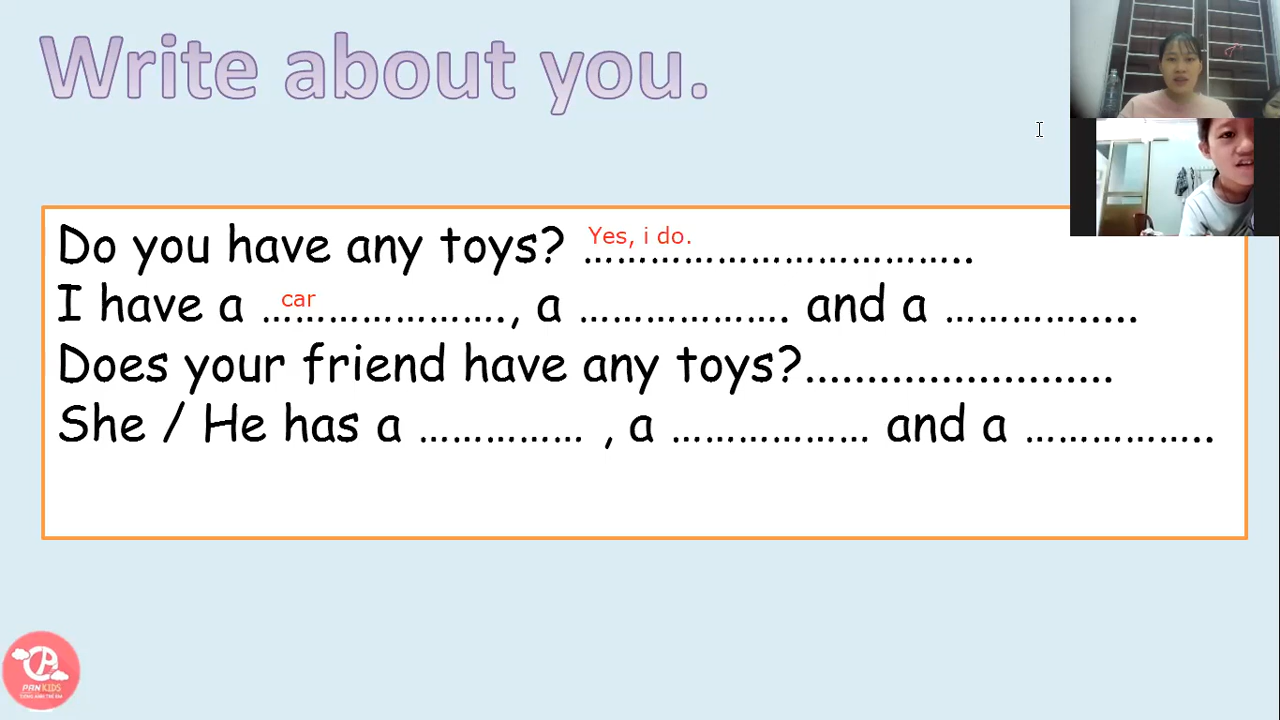 Write about you.
Do you have any toys? Yes, i do. …………………………………..
I have a car …………………….., a ………………. and a ………….....
Does your friend have any toys?.........................
She / He has a …………… , a ……………… and a ……………..
PAN KIDS